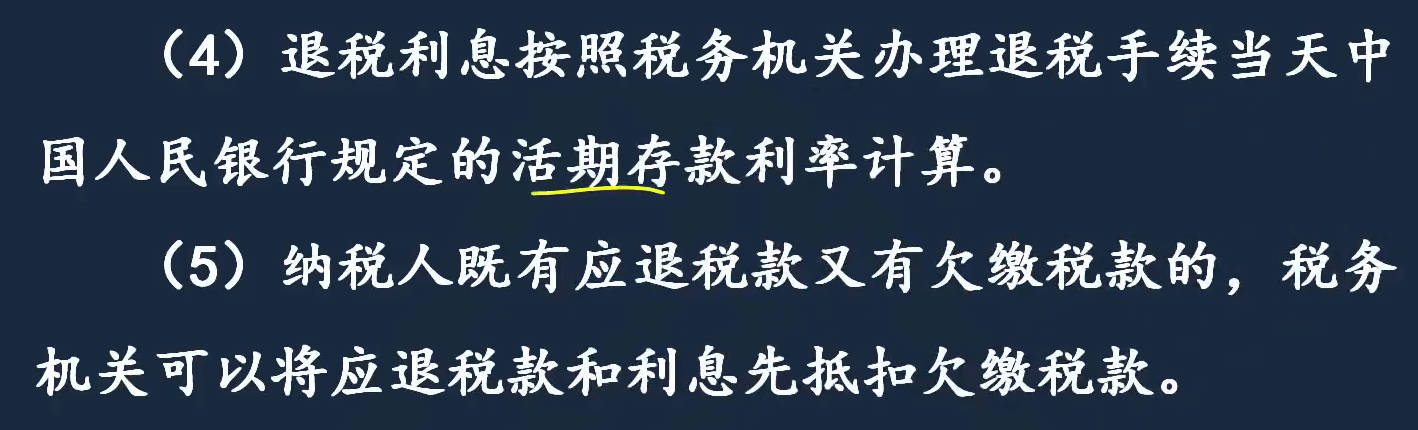 （4）退税利息按照税务机关办理退税手续当天中
国人民银行规定的活期存款利率计算。
（5）纳税人既有应退税款又有欠缴税款的，税务
机关可以将应退税款和利息先抵扣欠缴税款。